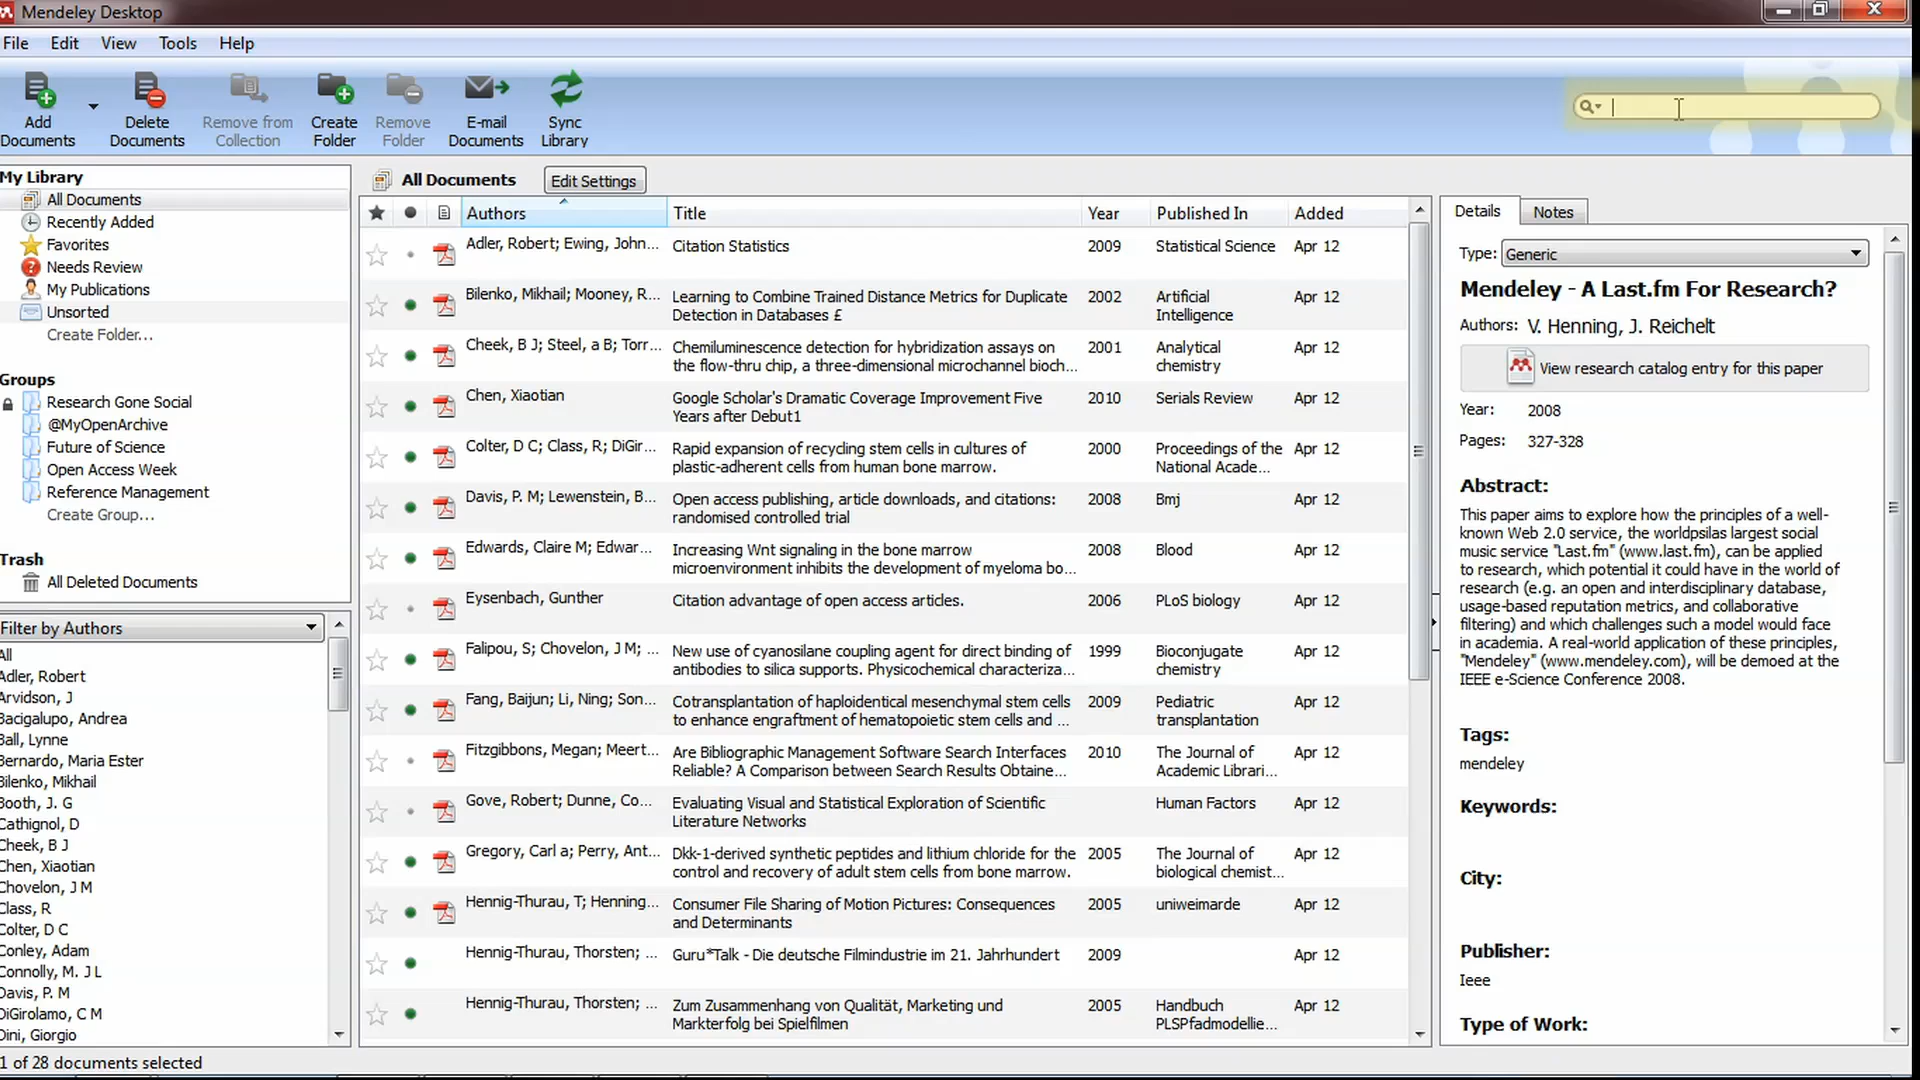 Mendeley Desktop
File Edit View Tools Help
Add Documents
Delete Documents
Remove from Collection
Create Folder
Remove Folder
E-mail Documents
Sync Library
My Library
All Documents
Recently Added
Favorites
Needs Review
My Publications
Unsorted
Create Folder...
Groups
Research Gone Social
@MyOpenArchive
Future of Science
Open Access Week
Reference Management
Create Group...
Trash
All Deleted Documents
Filter by Authors
All
Adler, Robert
Arvidson, J
Bacigalupo, Andrea
Ball, Lynne
Bernardo, Maria Ester
Bilenko, Mikhail
Booth, J. G
Cathignol, D
Cheek, B J
Chen, Xiaotian
Chovelon, J M
Class, R
Colter, D C
Conley, Adam
Connolly, M. J L
Davis, P. M
DiGirolamo, C M
Dini, Giorgio
All Documents Edit Settings
Authors Title Year Published In Added
Adler, Robert; Ewing, John... Citation Statistics 2009 Statistical Science Apr 12
Bilenko, Mikhail; Mooney, R... Learning to Combine Trained Distance Metrics for Duplicate 2002 Artificial Apr 12
Detection in Databases £ Intelligence
Cheek, B J; Steel, a B; Torr... Chemiluminescence detection for hybridization assays on 2001 Analytical Apr 12
the flow-thru chip, a three-dimensional microchannel bioch... chemistry
Chen, Xiaotian Google Scholar's Dramatic Coverage Improvement Five 2010 Serials Review Apr 12
Years after Debut1
Colter, D C; Class, R; DiGir... Rapid expansion of recycling stem cells in cultures of 2000 Proceedings of the Apr 12
plastic-adherent cells from human bone marrow. National Acade...
Davis, P. M; Lewenstein, B... Open access publishing, article downloads, and citations: 2008 Bmj Apr 12
randomised controlled trial
Edwards, Claire M; Edwar... Increasing Wnt signaling in the bone marrow 2008 Blood Apr 12
microenvironment inhibits the development of myeloma bo...
Eysenbach, Gunther Citation advantage of open access articles. 2006 PLoS biology Apr 12
Falipou, S; Chovelon, J M; ... New use of cyanosilane coupling agent for direct binding of 1999 Bioconjugate Apr 12
antibodies to silica supports. Physicochemical characteriza... chemistry
Fang, Baijun; Li, Ning; Son... Cotransplantation of haploidentical mesenchymal stem cells 2009 Pediatric Apr 12
to enhance engraftment of hematopoietic stem cells and ... transplantation
Fitzgibbons, Megan; Meert... Are Bibliographic Management Software Search Interfaces 2010 The Journal of Apr 12
Reliable? A Comparison between Search Results Obtaine... Academic Librari...
Gove, Robert; Dunne, Co... Evaluating Visual and Statistical Exploration of Scientific Human Factors Apr 12
Literature Networks
Gregory, Carl a; Perry, Ant... Dkk-1-derived synthetic peptides and lithium chloride for the 2005 The Journal of Apr 12
control and recovery of adult stem cells from bone marrow. biological chemist...
Hennig-Thurau, T; Henning... Consumer File Sharing of Motion Pictures: Consequences 2005 uniweimarde Apr 12
and Determinants
Hennig-Thurau, Thorsten; ... Guru*Talk - Die deutsche Filmindustrie im 21. Jahrhundert 2009 Apr 12
Hennig-Thurau, Thorsten; ... Zum Zusammenhang von Qualität, Marketing und 2005 Handbuch Apr 12
Markterfolg bei Spielfilmen PLSPfadmodellie...
Details Notes
Type: Generic
Mendeley - A Last.fm For Research?
Authors: V. Henning, J. Reichelt
View research catalog entry for this paper
Year: 2008
Pages: 327-328
Abstract:
This paper aims to explore how the principles of a well-
known Web 2.0 service, the worldpsilas largest social
music service "Last.fm" (www.last.fm), can be applied
to research, which potential it could have in the world of
research (e.g. an open and interdisciplinary database,
usage-based reputation metrics, and collaborative
filtering) and which challenges such a model would face
in academia. A real-world application of these principles,
"Mendeley" (www.mendeley.com), will be demoed at the
IEEE e-Science Conference 2008.
Tags:
mendeley
Keywords:
City:
Publisher:
Ieee
Type of Work:
1 of 28 documents selected